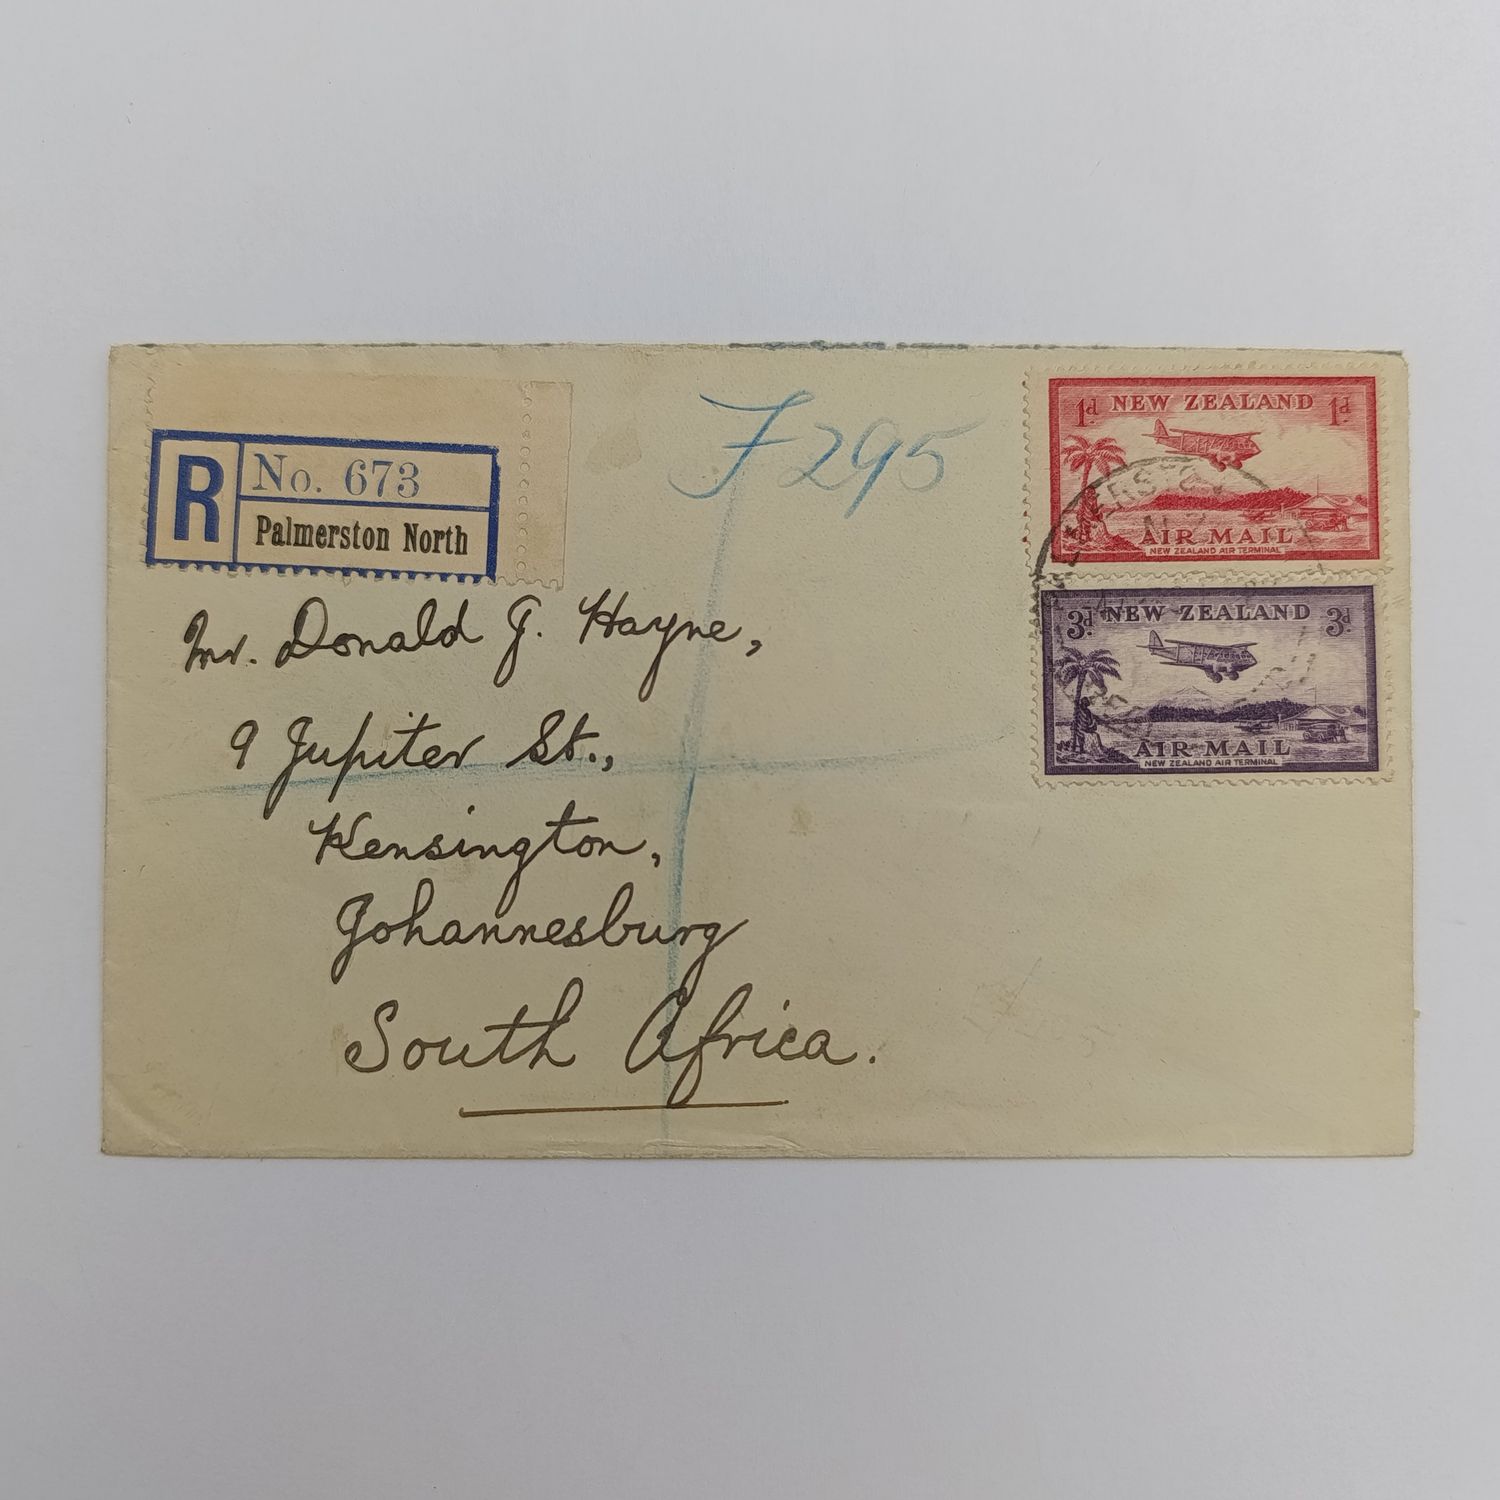 F 295
R
No. 673
Palmerston North
1d NEW ZEALAND 1d
AIR MAIL
NEW ZEALAND AIR TERMINAL
3d NEW ZEALAND 3d
AIR MAIL
NEW ZEALAND AIR TERMINAL
Mr. Donald G. Hayne,
9 Jupiter St.,
Kensington,
Johannesburg
South Africa.